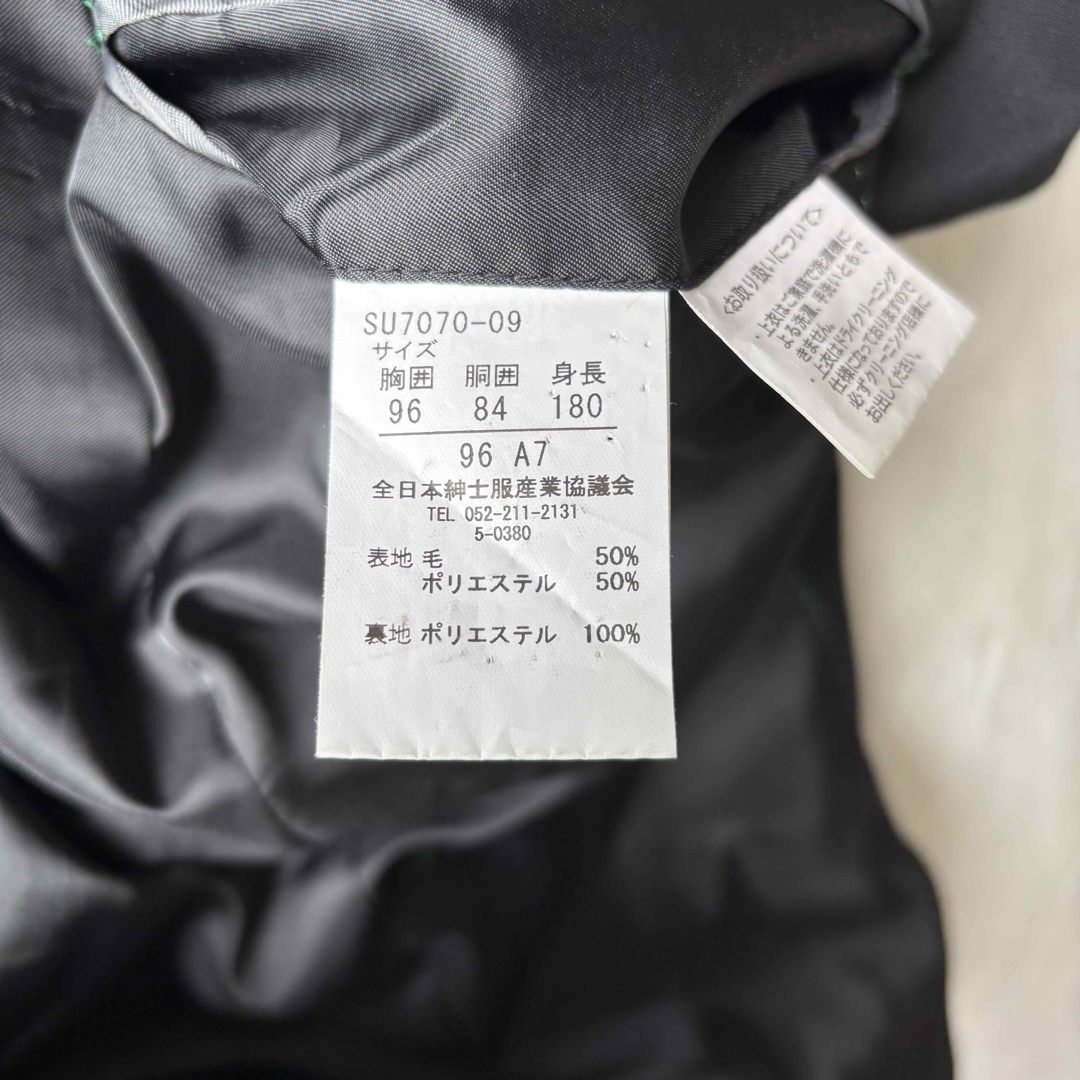 SU7070-09
サイズ
胸囲 胴囲 身長
96 84 180
96 A7
全日本紳士服産業協議会
TEL 052-211-2131
5-0380
表地 毛 50%
ポリエステル 50%
裏地 ポリエステル 100%
<お取り扱いについて>
・上衣はご家庭で洗濯機に
よる洗濯、手洗いともで
きません。
・上衣はドライクリーニング
仕様になっておりますので
必ずクリーニング店様に
お出しください。